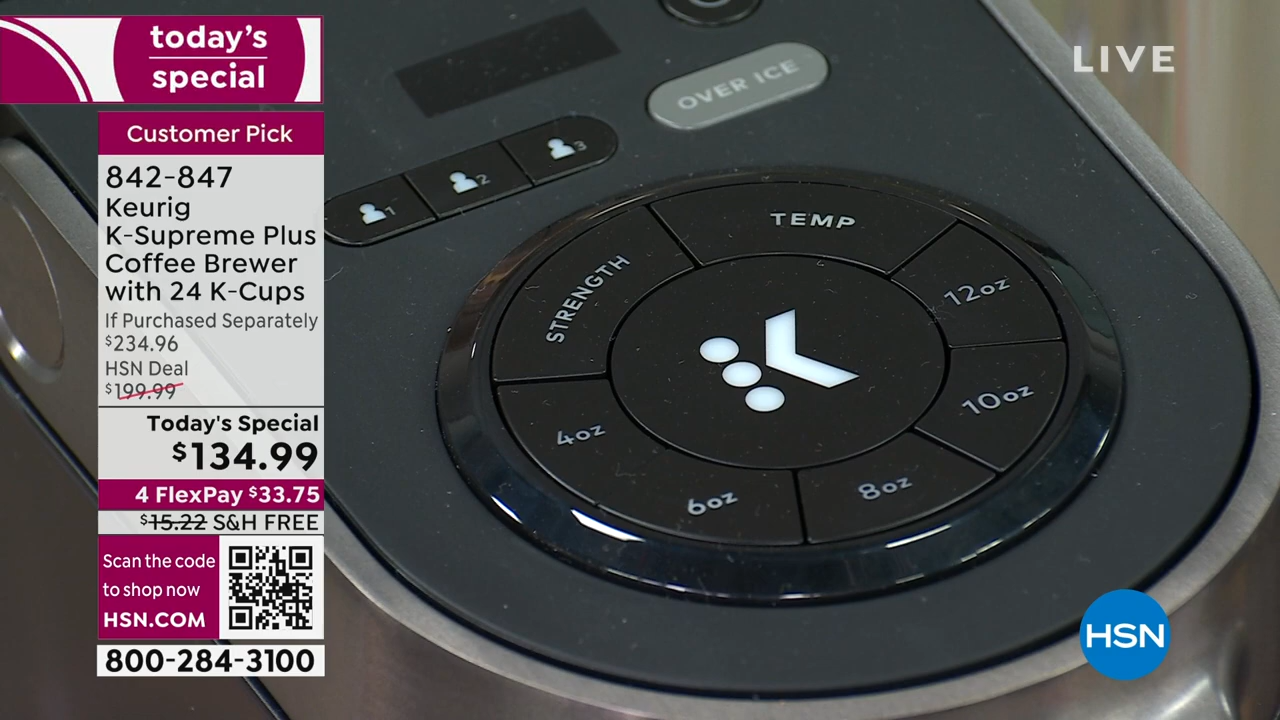 today's
special
Customer Pick
842-847
Keurig
K-Supreme Plus
Coffee Brewer
with 24 K-Cups
If Purchased Separately
$234.96
HSN Deal
$199.99
Today's Special
$134.99
4 FlexPay $33.75
$15.22 S&H FREE
Scan the code
to shop now
HSN.COM
800-284-3100
LIVE
OVER ICE
1 2 3
TEMP
STRENGTH
12oz
10oz
8oz
6oz
4oz
K
HSN